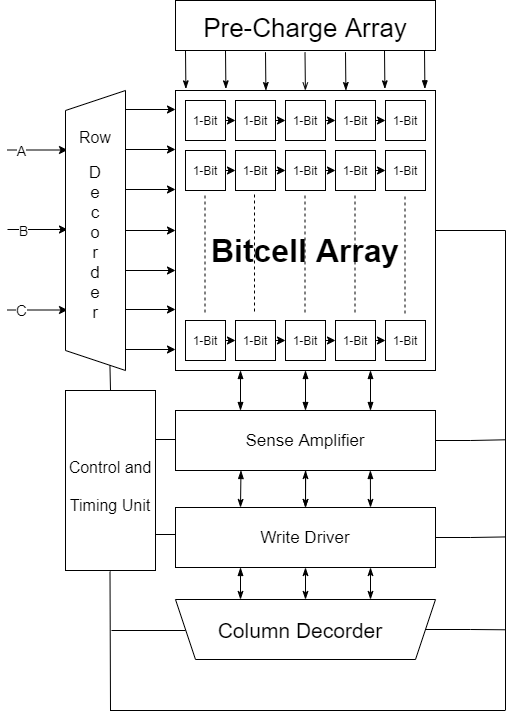 Pre-Charge Array
1-Bit 1-Bit 1-Bit 1-Bit 1-Bit
Row
Decorder
A
1-Bit 1-Bit 1-Bit 1-Bit 1-Bit
B
Bitcell Array
C
1-Bit 1-Bit 1-Bit 1-Bit 1-Bit
Sense Amplifier
Control and
Timing Unit
Write Driver
Column Decorder